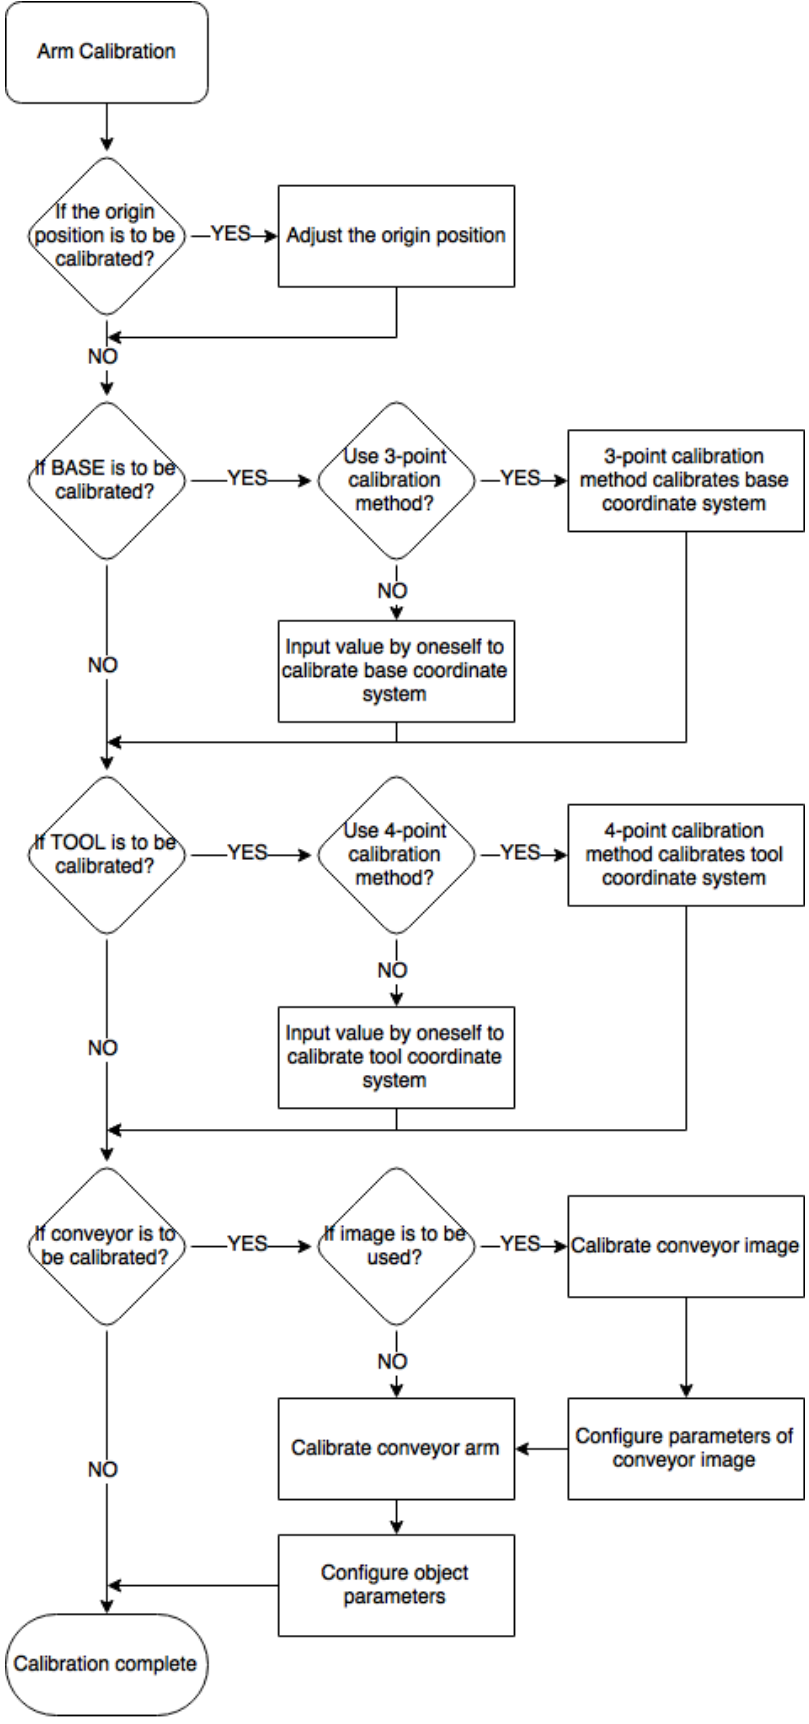 Arm Calibration
If the origin
position is to be
calibrated?
YES
Adjust the origin position
NO
If BASE is to be
calibrated?
YES
Use 3-point
calibration
method?
YES
3-point calibration
method calibrates base
coordinate system
NO
Input value by oneself to
calibrate base coordinate
system
NO
If TOOL is to be
calibrated?
YES
Use 4-point
calibration
method?
YES
4-point calibration
method calibrates tool
coordinate system
NO
Input value by oneself to
calibrate tool coordinate
system
NO
If conveyor is to
be calibrated?
YES
If image is to be
used?
YES
Calibrate conveyor image
NO
Calibrate conveyor arm
Configure parameters of
conveyor image
NO
Configure object
parameters
Calibration complete